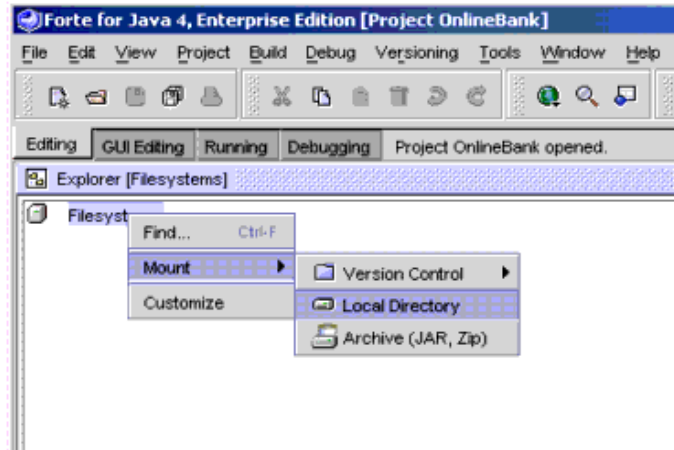 Forte for Java 4, Enterprise Edition [Project OnlineBank]
File Edit View Project Build Debug Versioning Tools Window Help
Editing GUI Editing Running Debugging Project OnlineBank opened.
Explorer [Filesystems]
Filesyst
Find... Ctrl-F
Mount
Version Control
Customize
Local Directory
Archive (JAR, Zip)